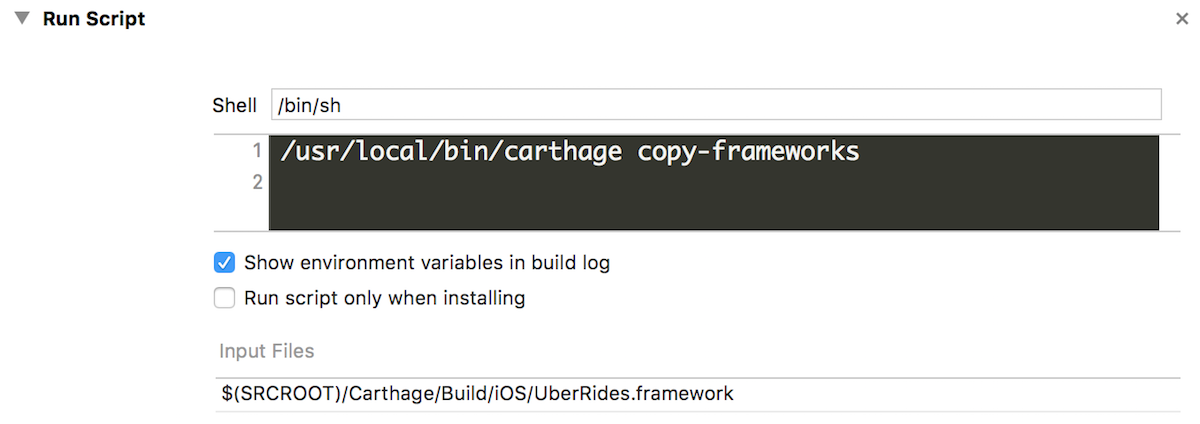 Run Script
Shell /bin/sh
1 /usr/local/bin/carthage copy-frameworks
2
Show environment variables in build log
Run script only when installing
Input Files
$(SRCROOT)/Carthage/Build/iOS/UberRides.framework